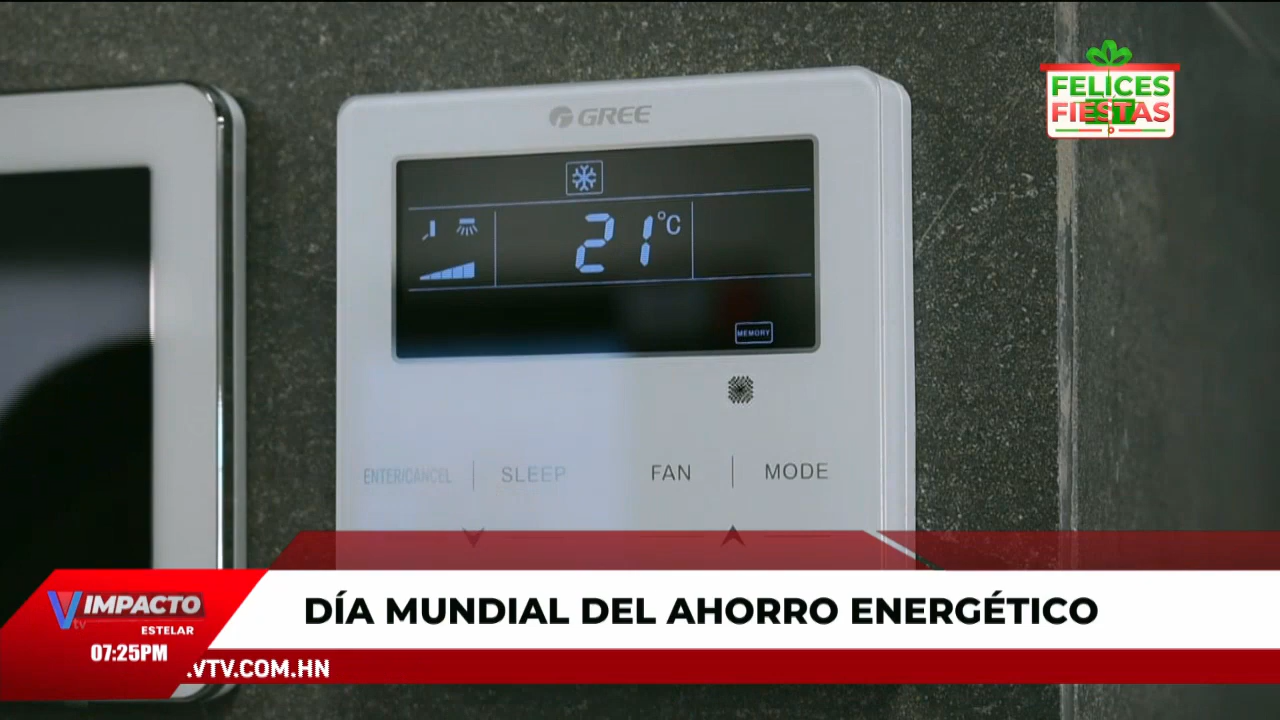 FELICES
FIESTAS
GREE
21°C
MEMORY
ENTER/CANCEL
SLEEP
FAN
MODE
DÍA MUNDIAL DEL AHORRO ENERGÉTICO
V
tv
IMPACTO
ESTELAR
07:25PM
.VTV.COM.HN